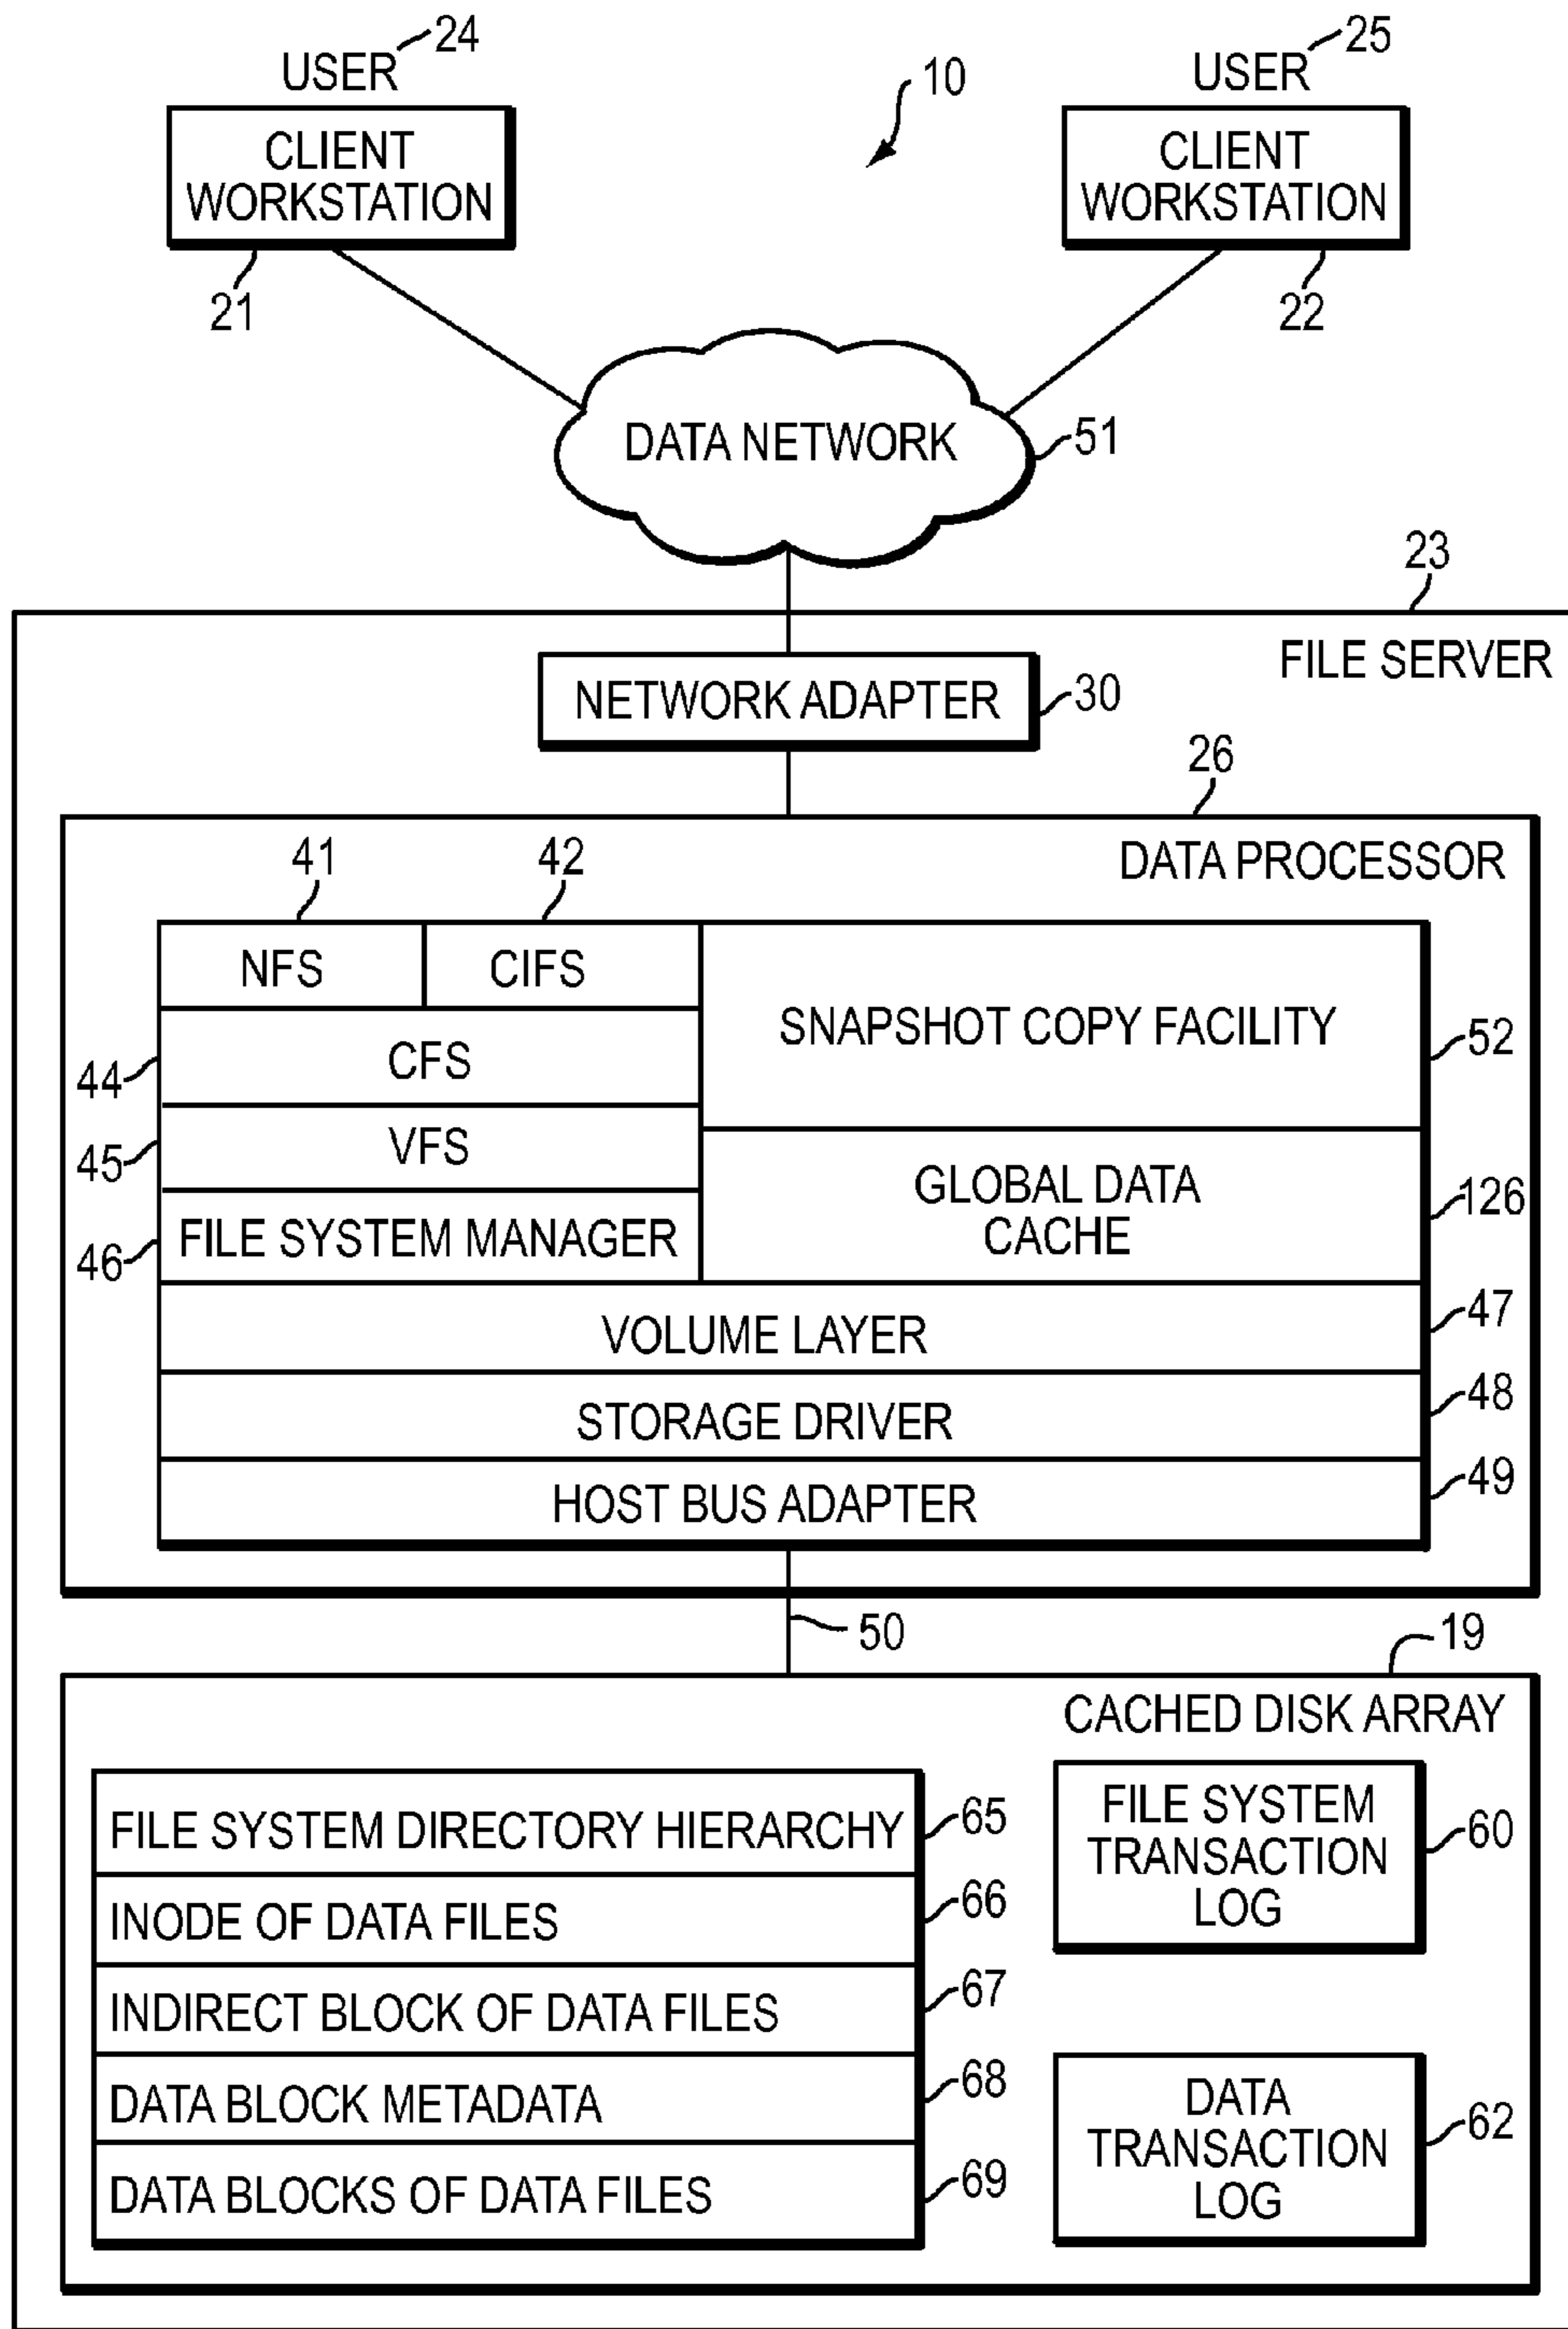 24
USER
CLIENT
WORKSTATION
21
10
25
USER
CLIENT
WORKSTATION
22
DATA NETWORK
51
23
FILE SERVER
NETWORK ADAPTER
30
26
DATA PROCESSOR
41
42
NFS
CIFS
SNAPSHOT COPY FACILITY
52
44
CFS
45
VFS
GLOBAL DATA
CACHE
126
46
FILE SYSTEM MANAGER
VOLUME LAYER
47
STORAGE DRIVER
48
HOST BUS ADAPTER
49
50
19
CACHED DISK ARRAY
FILE SYSTEM DIRECTORY HIERARCHY
65
INODE OF DATA FILES
66
INDIRECT BLOCK OF DATA FILES
67
DATA BLOCK METADATA
68
DATA BLOCKS OF DATA FILES
69
FILE SYSTEM
TRANSACTION
LOG
60
DATA
TRANSACTION
LOG
62